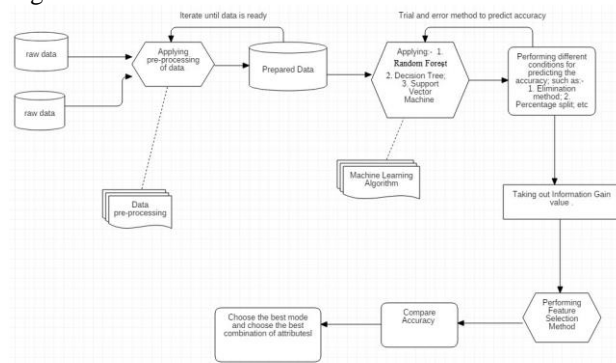 Iterate until data is ready
Trial and error method to predict accuracy
raw data
Applying
pre-processing
of data
Prepared Data
Applying:- 1.
Random Forest
2. Decision Tree;
3. Support
Vector
Machine
Performing different
conditions for
predicting the
accuracy; such as:-
1. Elimination
method; 2.
Percentage split; etc
raw data
Data
pre-processing
Machine Learning
Algorithm
Taking out Information Gain
value .
Performing
Feature
Selection
Method
Compare
Accuracy
Choose the best mode
and choose the best
combination of attributesl